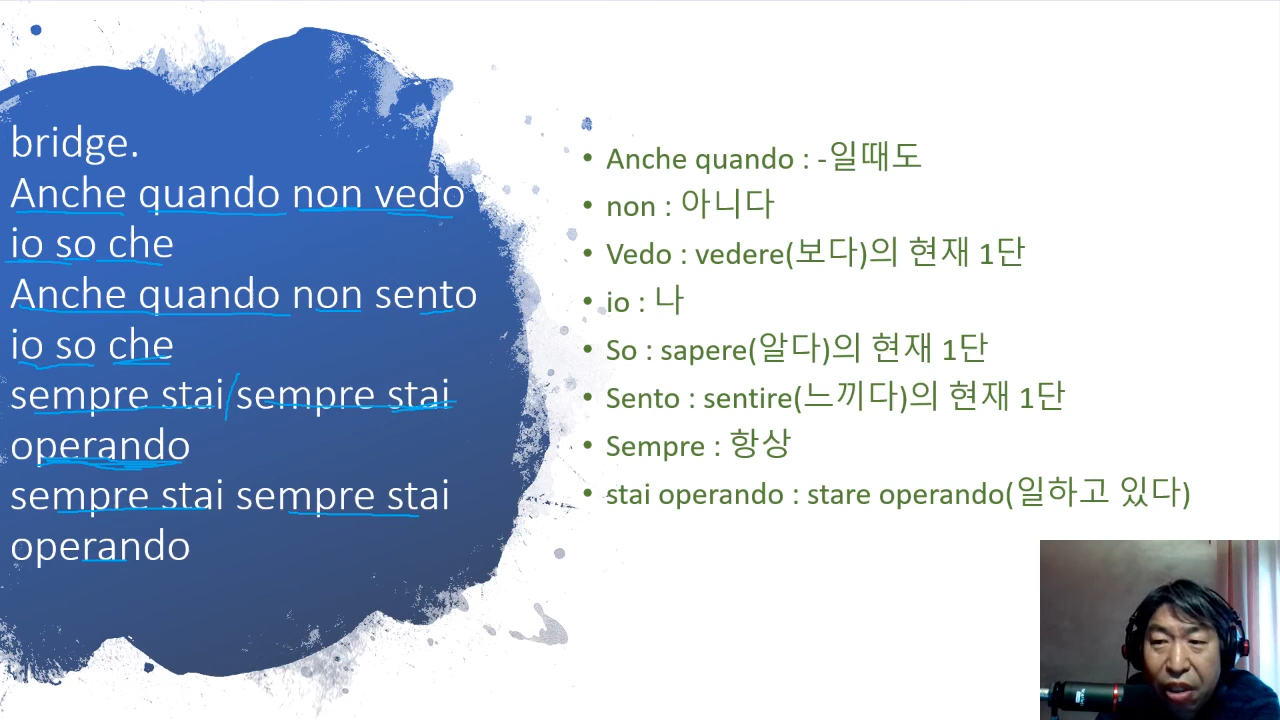 bridge.
Anche quando non vedo
io so che
Anche quando non sento
io so che
sempre stai sempre stai
operando
sempre stai sempre stai
operando
• Anche quando : -일때도
• non : 아니다
• Vedo : vedere(보다)의 현재 1단
• io : 나
• So : sapere(알다)의 현재 1단
• Sento : sentire(느끼다)의 현재 1단
• Sempre : 항상
• stai operando : stare operando(일하고 있다)